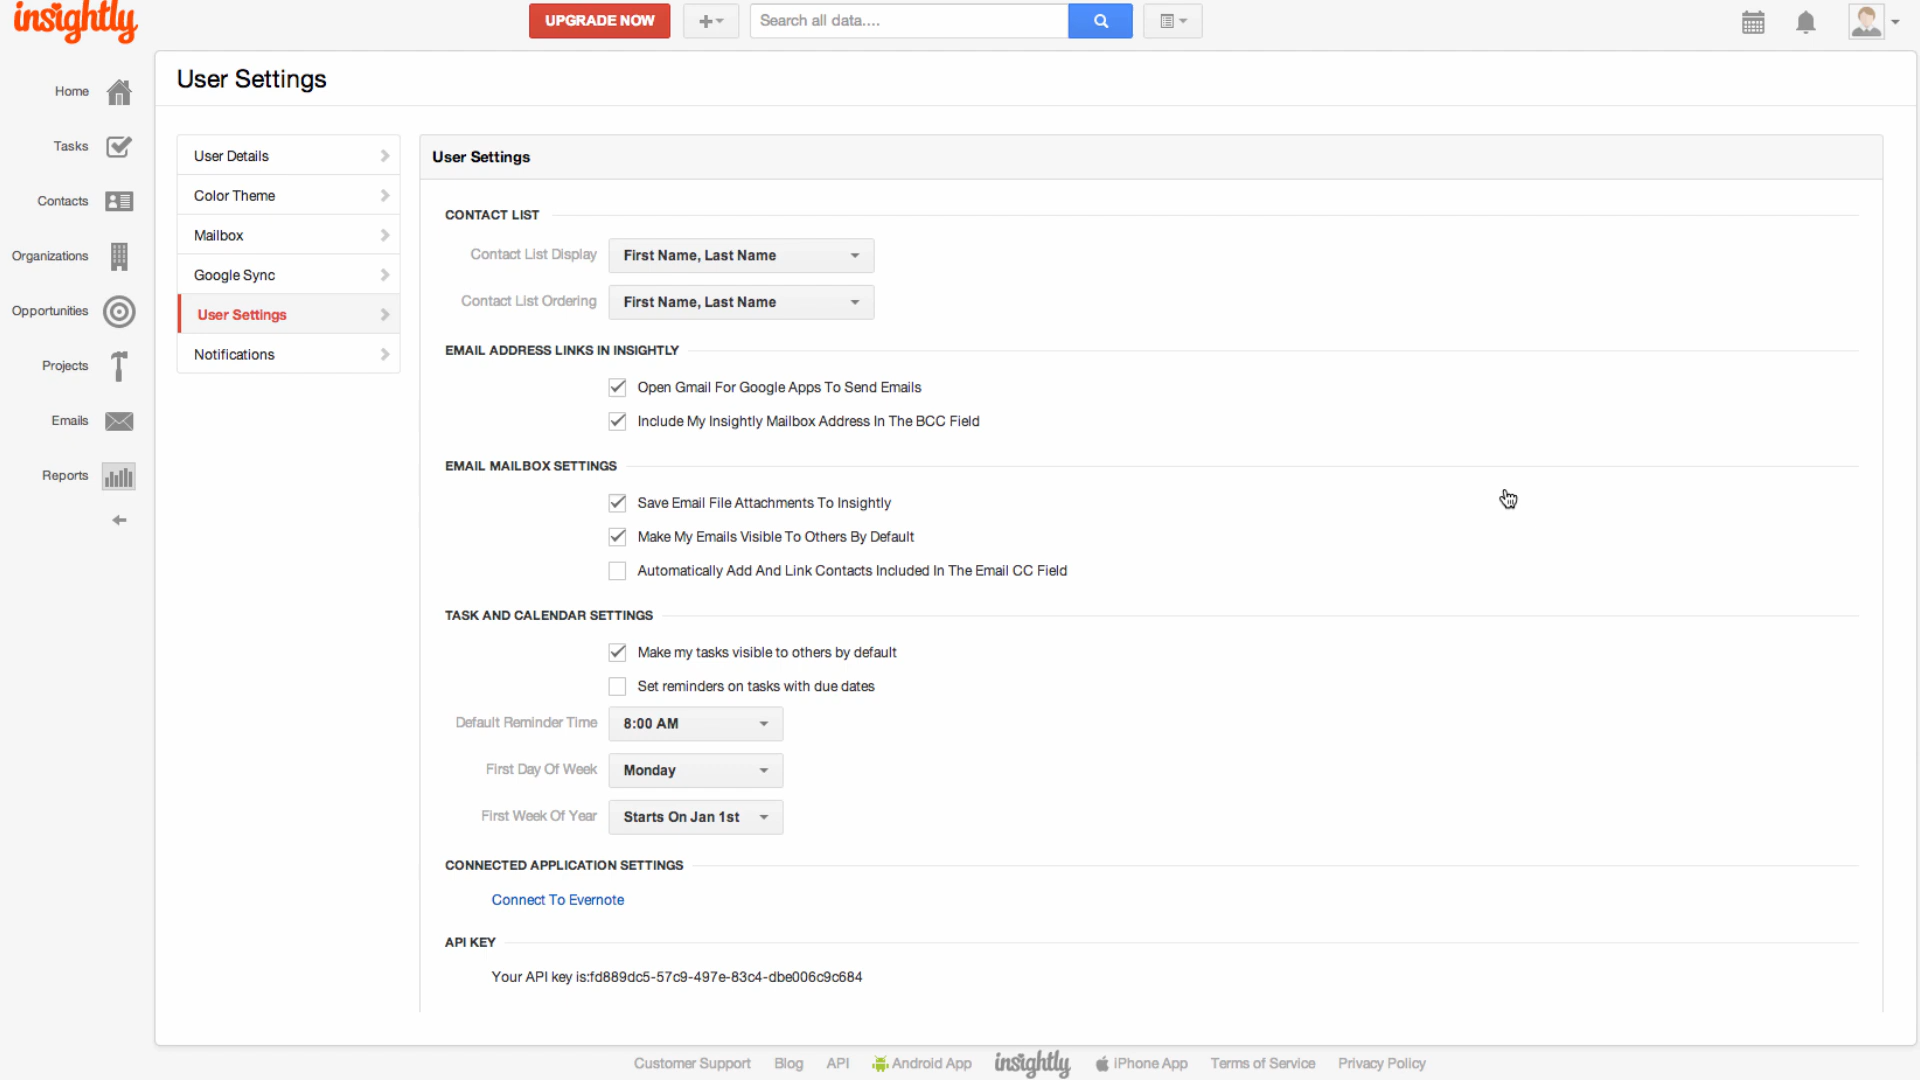 insightly
UPGRADE NOW
Search all data....
User Settings
Home
Tasks
Contacts
Organizations
Opportunities
Projects
Emails
Reports
User Details
Color Theme
Mailbox
Google Sync
User Settings
Notifications
User Settings
CONTACT LIST
Contact List Display First Name, Last Name
Contact List Ordering First Name, Last Name
EMAIL ADDRESS LINKS IN INSIGHTLY
Open Gmail For Google Apps To Send Emails
Include My Insightly Mailbox Address In The BCC Field
EMAIL MAILBOX SETTINGS
Save Email File Attachments To Insightly
Make My Emails Visible To Others By Default
Automatically Add And Link Contacts Included In The Email CC Field
TASK AND CALENDAR SETTINGS
Make my tasks visible to others by default
Set reminders on tasks with due dates
Default Reminder Time 8:00 AM
First Day Of Week Monday
First Week Of Year Starts On Jan 1st
CONNECTED APPLICATION SETTINGS
Connect To Evernote
API KEY
Your API key is:fd889dc5-57c9-497e-83c4-dbe006c9c684
Customer Support Blog API Android App insightly iPhone App Terms of Service Privacy Policy